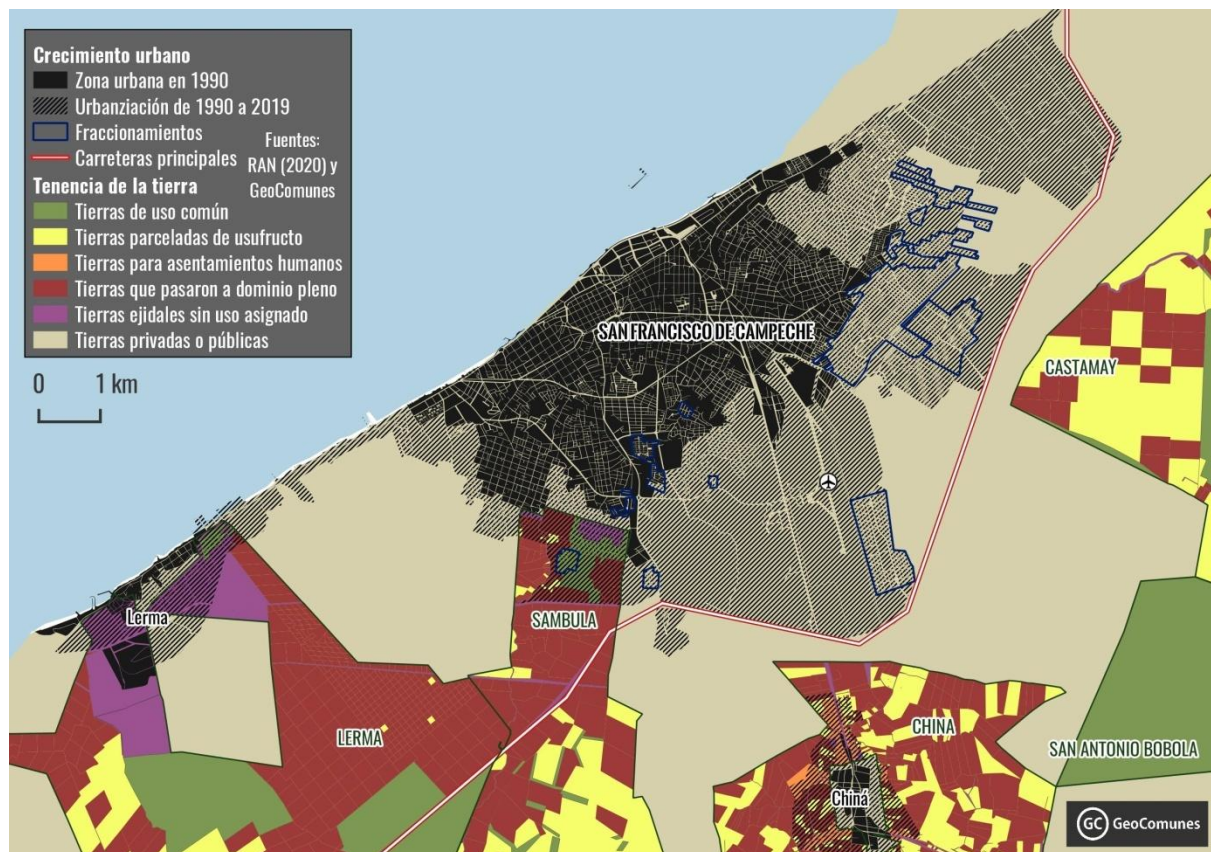 Crecimiento urbano
Zona urbana en 1990
Urbanziación de 1990 a 2019
Fraccionamientos
Carreteras principales
Fuentes:
RAN (2020) y
GeoComunes
Tenencia de la tierra
Tierras de uso común
Tierras parceladas de usufructo
Tierras para asentamientos humanos
Tierras que pasaron a dominio pleno
Tierras ejidales sin uso asignado
Tierras privadas o públicas
0 1 km
SAN FRANCISCO DE CAMPECHE
CASTAMAY
Lerma
SAMBULA
LERMA
CHINA
SAN ANTONIO BOBOLA
Chiná
GC GeoComunes